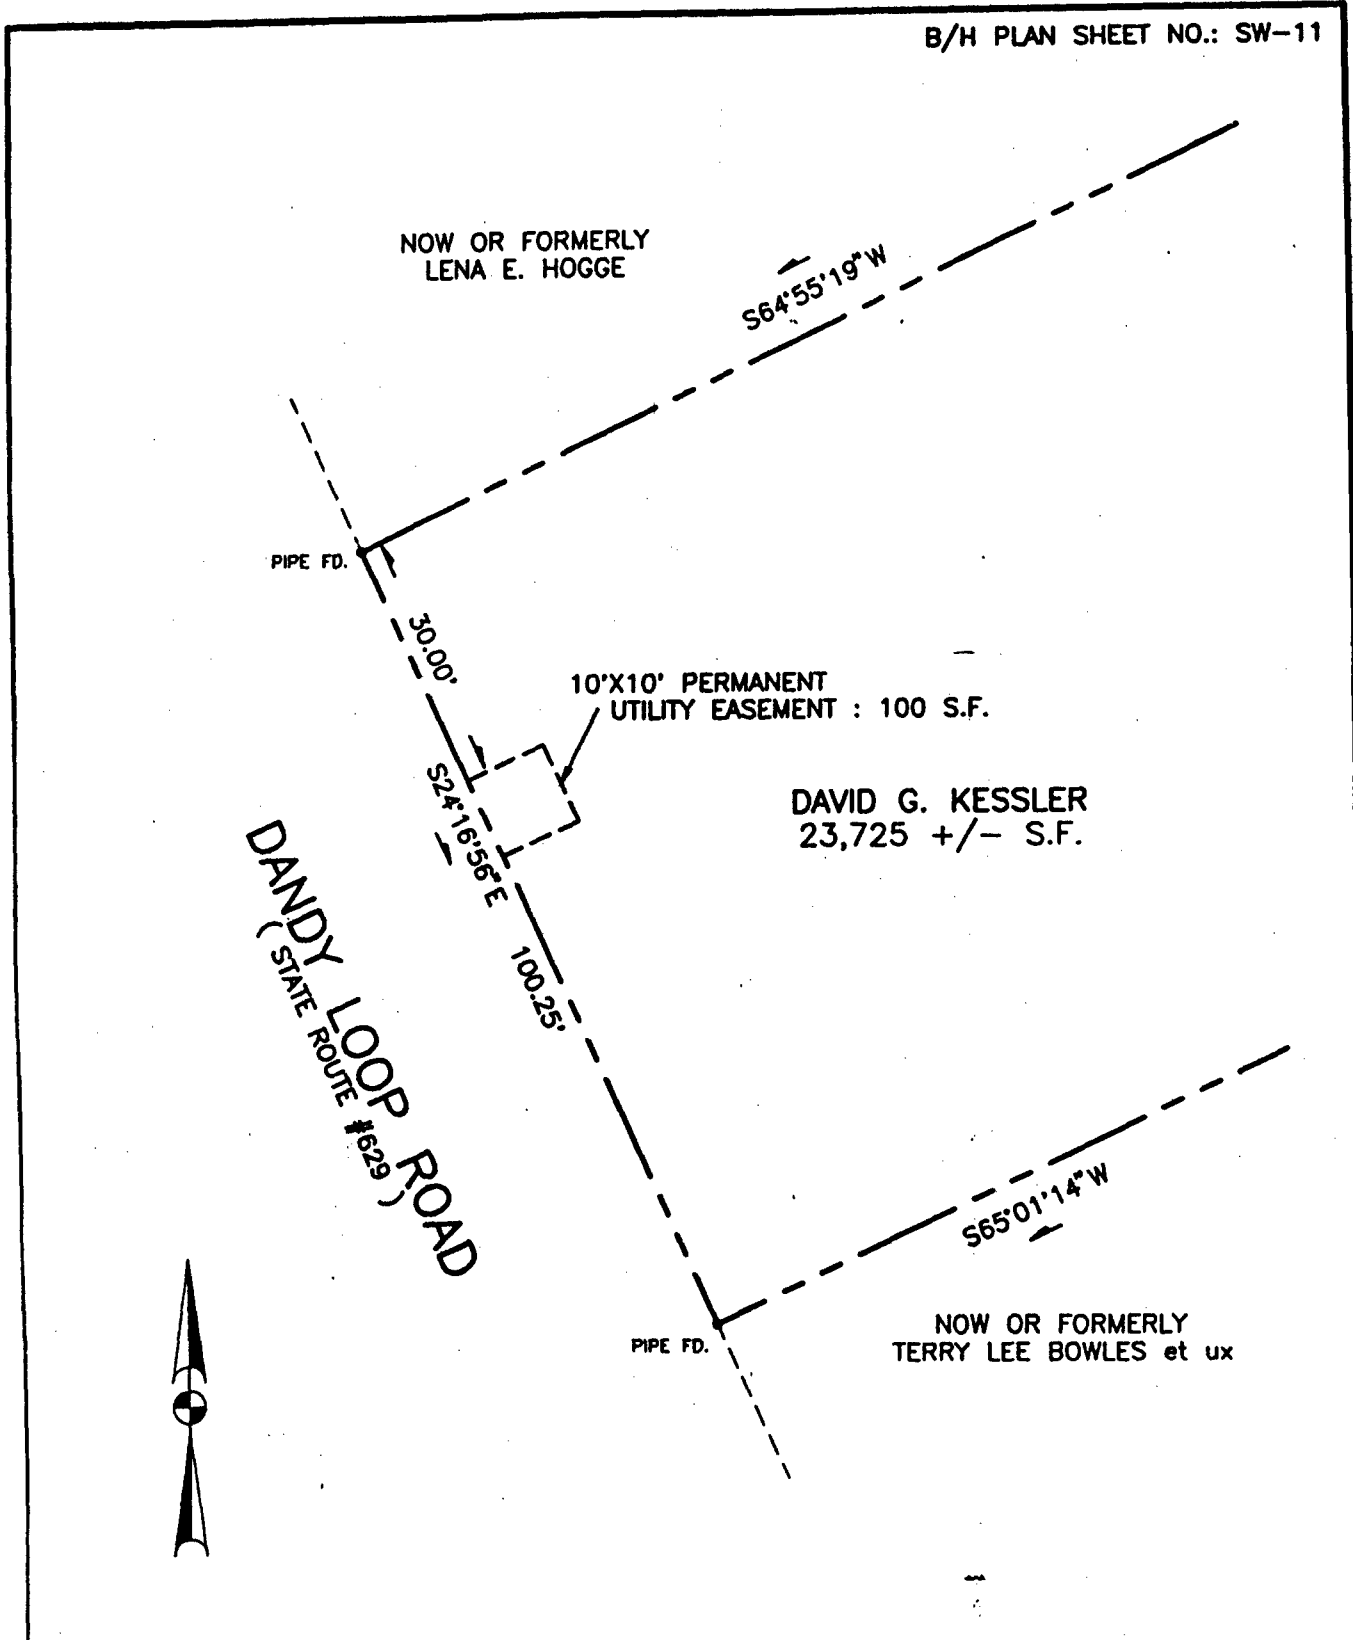 B/H PLAN SHEET NO.: SW-11
NOW OR FORMERLY
LENA E. HOGGE
S64°55'19"W
PIPE FD.
30.00'
10'X10' PERMANENT
UTILITY EASEMENT : 100 S.F.
S24°16'56"E
DAVID G. KESSLER
23,725 +/- S.F.
100.25'
DANDY LOOP ROAD
( STATE ROUTE #629 )
S65°01'14"W
PIPE FD.
NOW OR FORMERLY
TERRY LEE BOWLES et ux